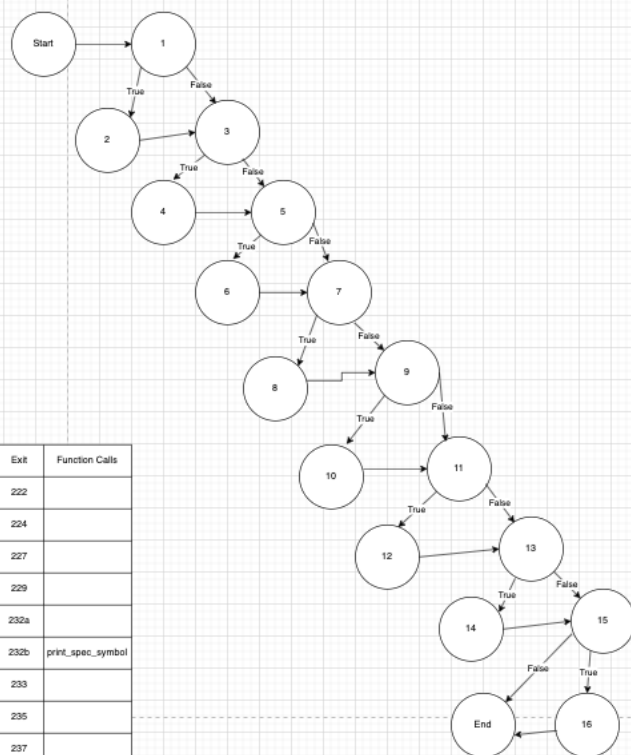 Start
1
True
False
2
3
True
False
4
5
True
False
6
7
True
False
8
9
True
False
10
11
True
False
12
13
True
False
14
15
False
True
End
16
Exit Function Calls
222
224
227
229
232a
232b print_spec_symbol
233
235
237